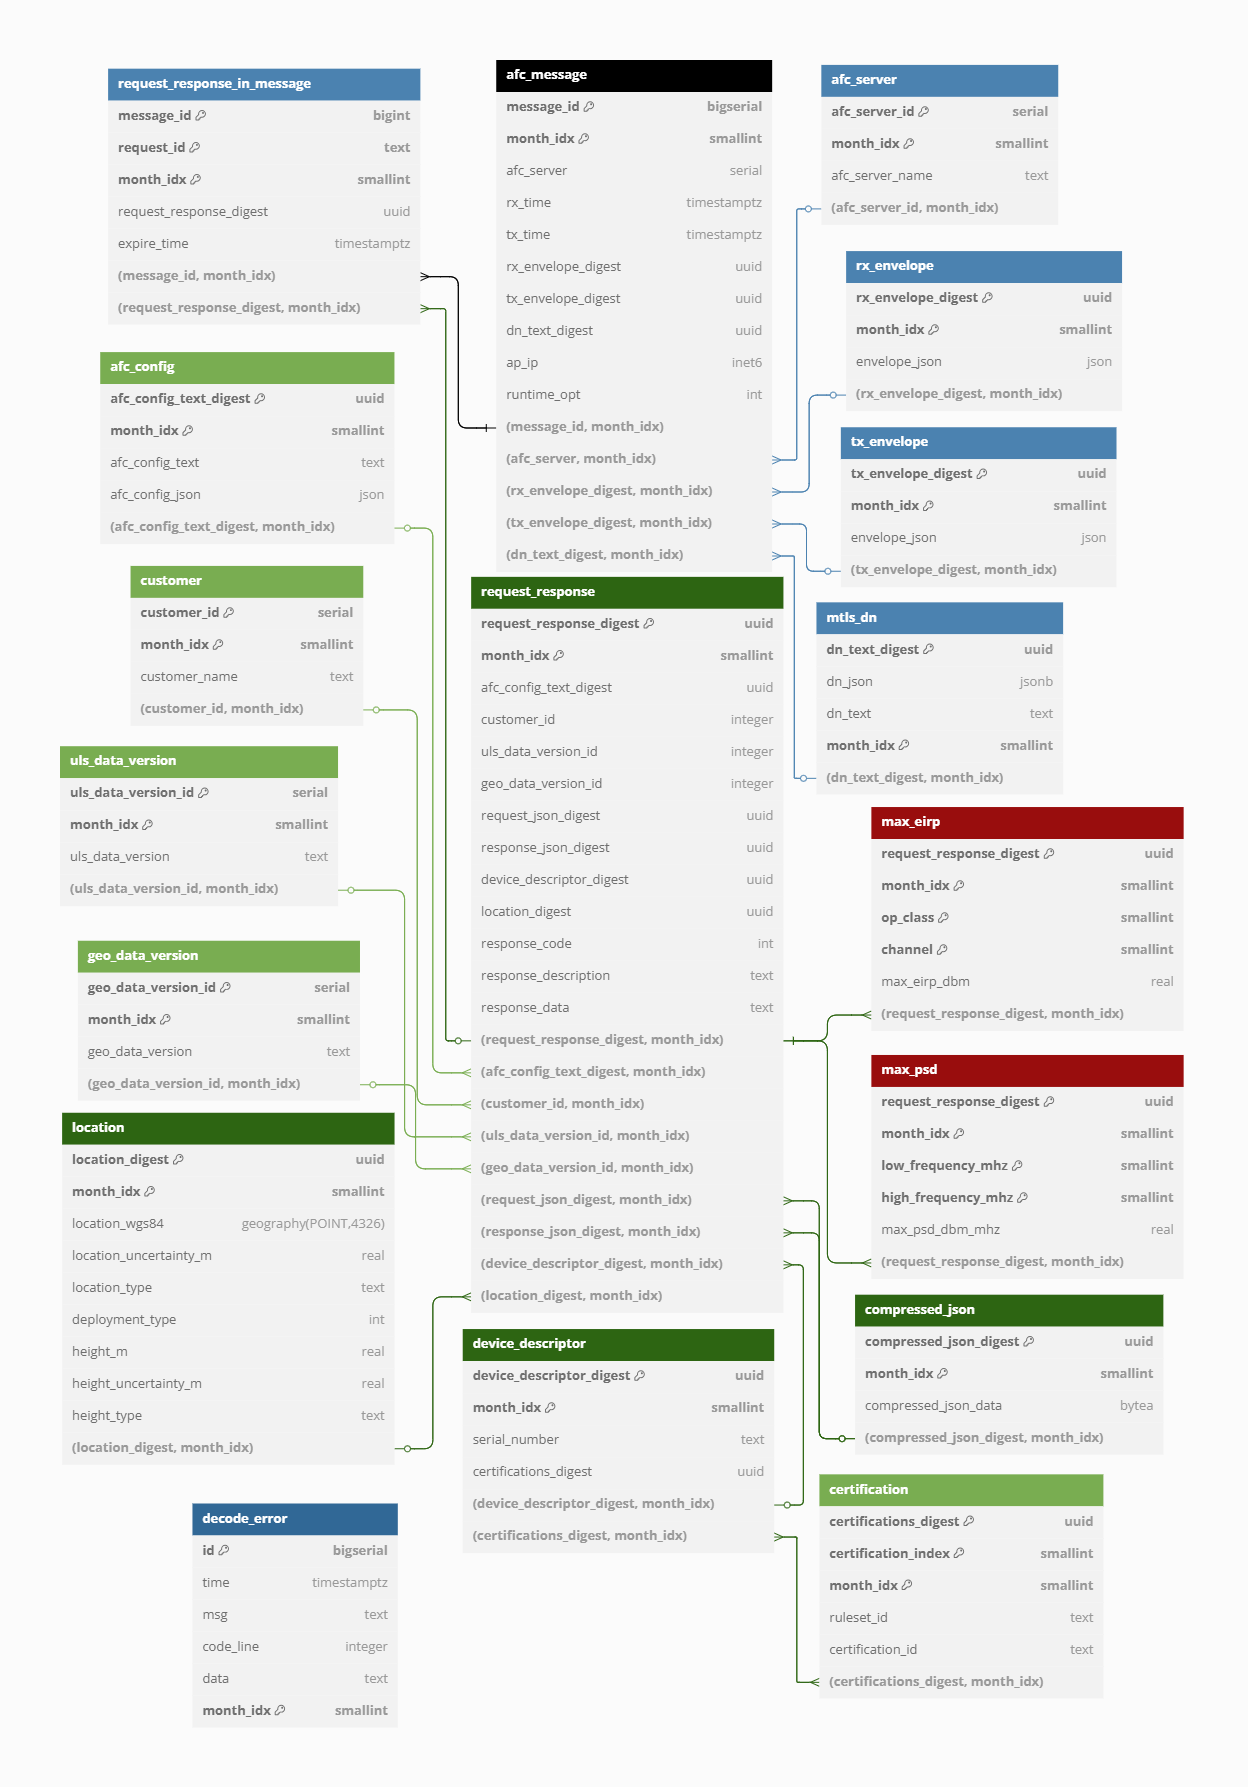 request_response_in_message
message_id bigint
request_id text
month_idx smallint
request_response_digest uuid
expire_time timestamptz
(message_id, month_idx)
(request_response_digest, month_idx)
afc_message
message_id bigserial
month_idx smallint
afc_server serial
rx_time timestamptz
tx_time timestamptz
rx_envelope_digest uuid
tx_envelope_digest uuid
dn_text_digest uuid
ap_ip inet6
runtime_opt int
(message_id, month_idx)
(afc_server, month_idx)
(rx_envelope_digest, month_idx)
(tx_envelope_digest, month_idx)
(dn_text_digest, month_idx)
afc_server
afc_server_id serial
month_idx smallint
afc_server_name text
(afc_server_id, month_idx)
rx_envelope
rx_envelope_digest uuid
month_idx smallint
envelope_json json
(rx_envelope_digest, month_idx)
afc_config
afc_config_text_digest uuid
month_idx smallint
afc_config_text text
afc_config_json json
(afc_config_text_digest, month_idx)
tx_envelope
tx_envelope_digest uuid
month_idx smallint
envelope_json json
(tx_envelope_digest, month_idx)
customer
customer_id serial
month_idx smallint
customer_name text
(customer_id, month_idx)
request_response
request_response_digest uuid
month_idx smallint
afc_config_text_digest uuid
customer_id integer
uls_data_version_id integer
geo_data_version_id integer
request_json_digest uuid
response_json_digest uuid
device_descriptor_digest uuid
location_digest uuid
response_code int
response_description text
response_data text
(request_response_digest, month_idx)
(afc_config_text_digest, month_idx)
(customer_id, month_idx)
(uls_data_version_id, month_idx)
(geo_data_version_id, month_idx)
(request_json_digest, month_idx)
(response_json_digest, month_idx)
(device_descriptor_digest, month_idx)
(location_digest, month_idx)
mtls_dn
dn_text_digest uuid
dn_json jsonb
dn_text text
month_idx smallint
(dn_text_digest, month_idx)
uls_data_version
uls_data_version_id serial
month_idx smallint
uls_data_version text
(uls_data_version_id, month_idx)
max_eirp
request_response_digest uuid
month_idx smallint
op_class smallint
channel smallint
max_eirp_dbm real
(request_response_digest, month_idx)
geo_data_version
geo_data_version_id serial
month_idx smallint
geo_data_version text
(geo_data_version_id, month_idx)
max_psd
request_response_digest uuid
month_idx smallint
low_frequency_mhz smallint
high_frequency_mhz smallint
max_psd_dbm_mhz real
(request_response_digest, month_idx)
location
location_digest uuid
month_idx smallint
location_wgs84 geography(POINT,4326)
location_uncertainty_m real
location_type text
deployment_type int
height_m real
height_uncertainty_m real
height_type text
(location_digest, month_idx)
compressed_json
compressed_json_digest uuid
month_idx smallint
compressed_json_data bytea
(compressed_json_digest, month_idx)
device_descriptor
device_descriptor_digest uuid
month_idx smallint
serial_number text
certifications_digest uuid
(device_descriptor_digest, month_idx)
(certifications_digest, month_idx)
certification
certifications_digest uuid
certification_index smallint
month_idx smallint
ruleset_id text
certification_id text
(certifications_digest, month_idx)
decode_error
id bigserial
time timestamptz
msg text
code_line integer
data text
month_idx smallint